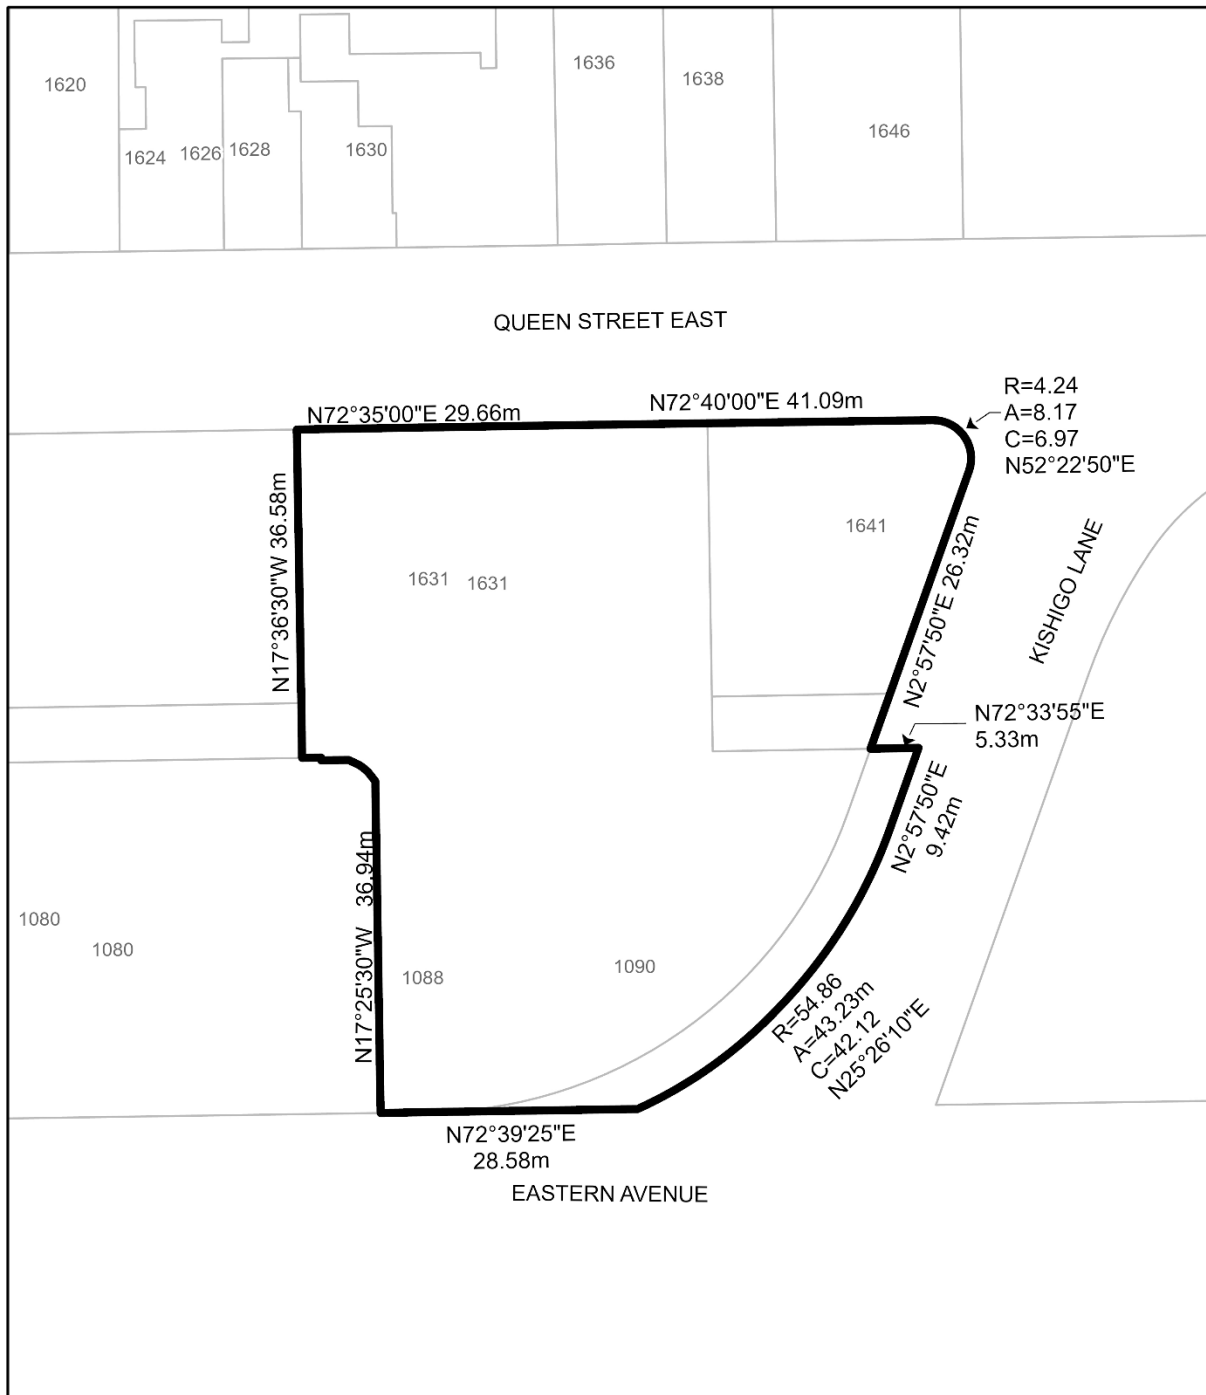 1620
1624
1626
1628
1630
1636
1638
1646
QUEEN STREET EAST
N72°35'00"E 29.66m
N72°40'00"E 41.09m
R=4.24
A=8.17
C=6.97
N52°22'50"E
N17°36'30"W 36.58m
1631
1631
1641
N2°57'50"E 26.32m
KISHIGO LANE
N72°33'55"E
5.33m
N2°57'50"E
9.42m
N17°25'30"W 36.94m
1080
1080
1088
1090
R=54.86
A=43.23m
C=42.12
N25°26'10"E
N72°39'25"E
28.58m
EASTERN AVENUE